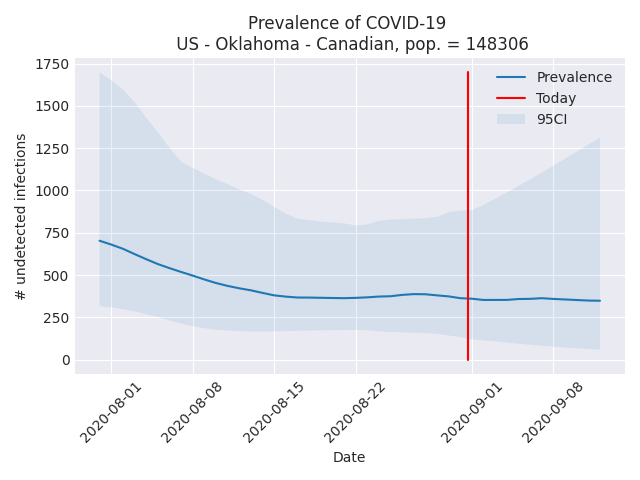 Prevalence of COVID-19
US - Oklahoma - Canadian, pop. = 148306
Prevalence
Today
95CI
# undetected infections
1750
1500
1250
1000
750
500
250
0
2020-08-01
2020-08-08
2020-08-15
2020-08-22
2020-09-01
2020-09-08
Date